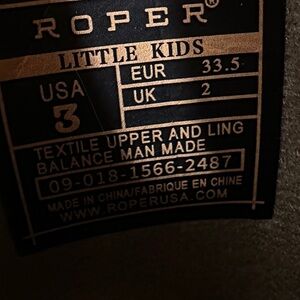 ROPER®
LITTLE KIDS
USA EUR 33.5
3 UK 2
TEXTILE UPPER AND LING
BALANCE MAN MADE
09-018-1566-2487
MADE IN CHINA/FABRIQUE EN CHINE
WWW.ROPERUSA.COM